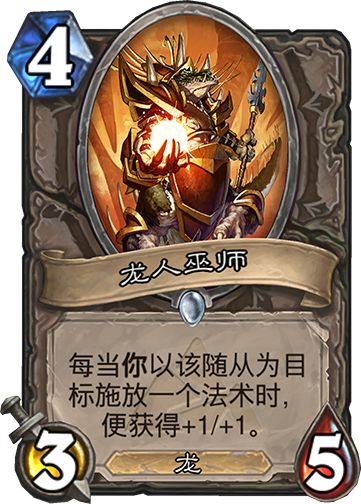 4
龙人巫师
每当你以该随从为目
标施放一个法术时，
便获得+1/+1。
3
龙
5